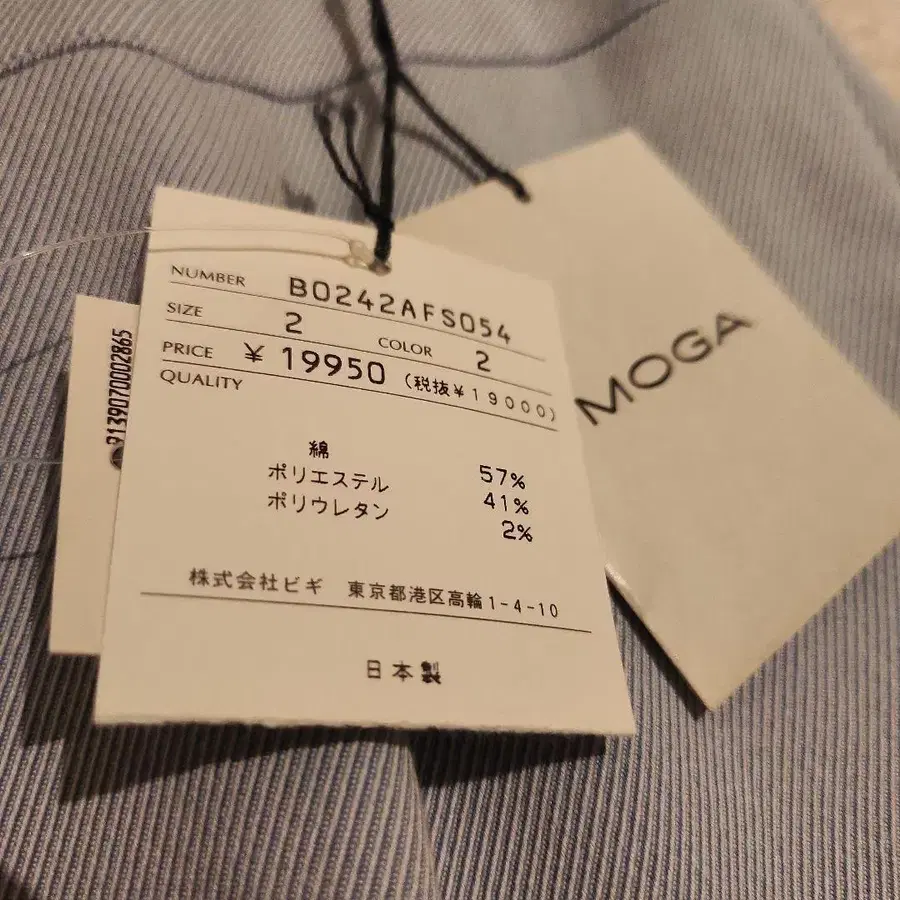 NUMBER B0242AFS054
SIZE 2 COLOR 2
PRICE ¥ 19950 (税抜¥19000)
QUALITY
綿 57%
ポリエステル 41%
ポリウレタン 2%
株式会社ビギ 東京都港区高輪1-4-10
日本製
MOGA
9139070002865